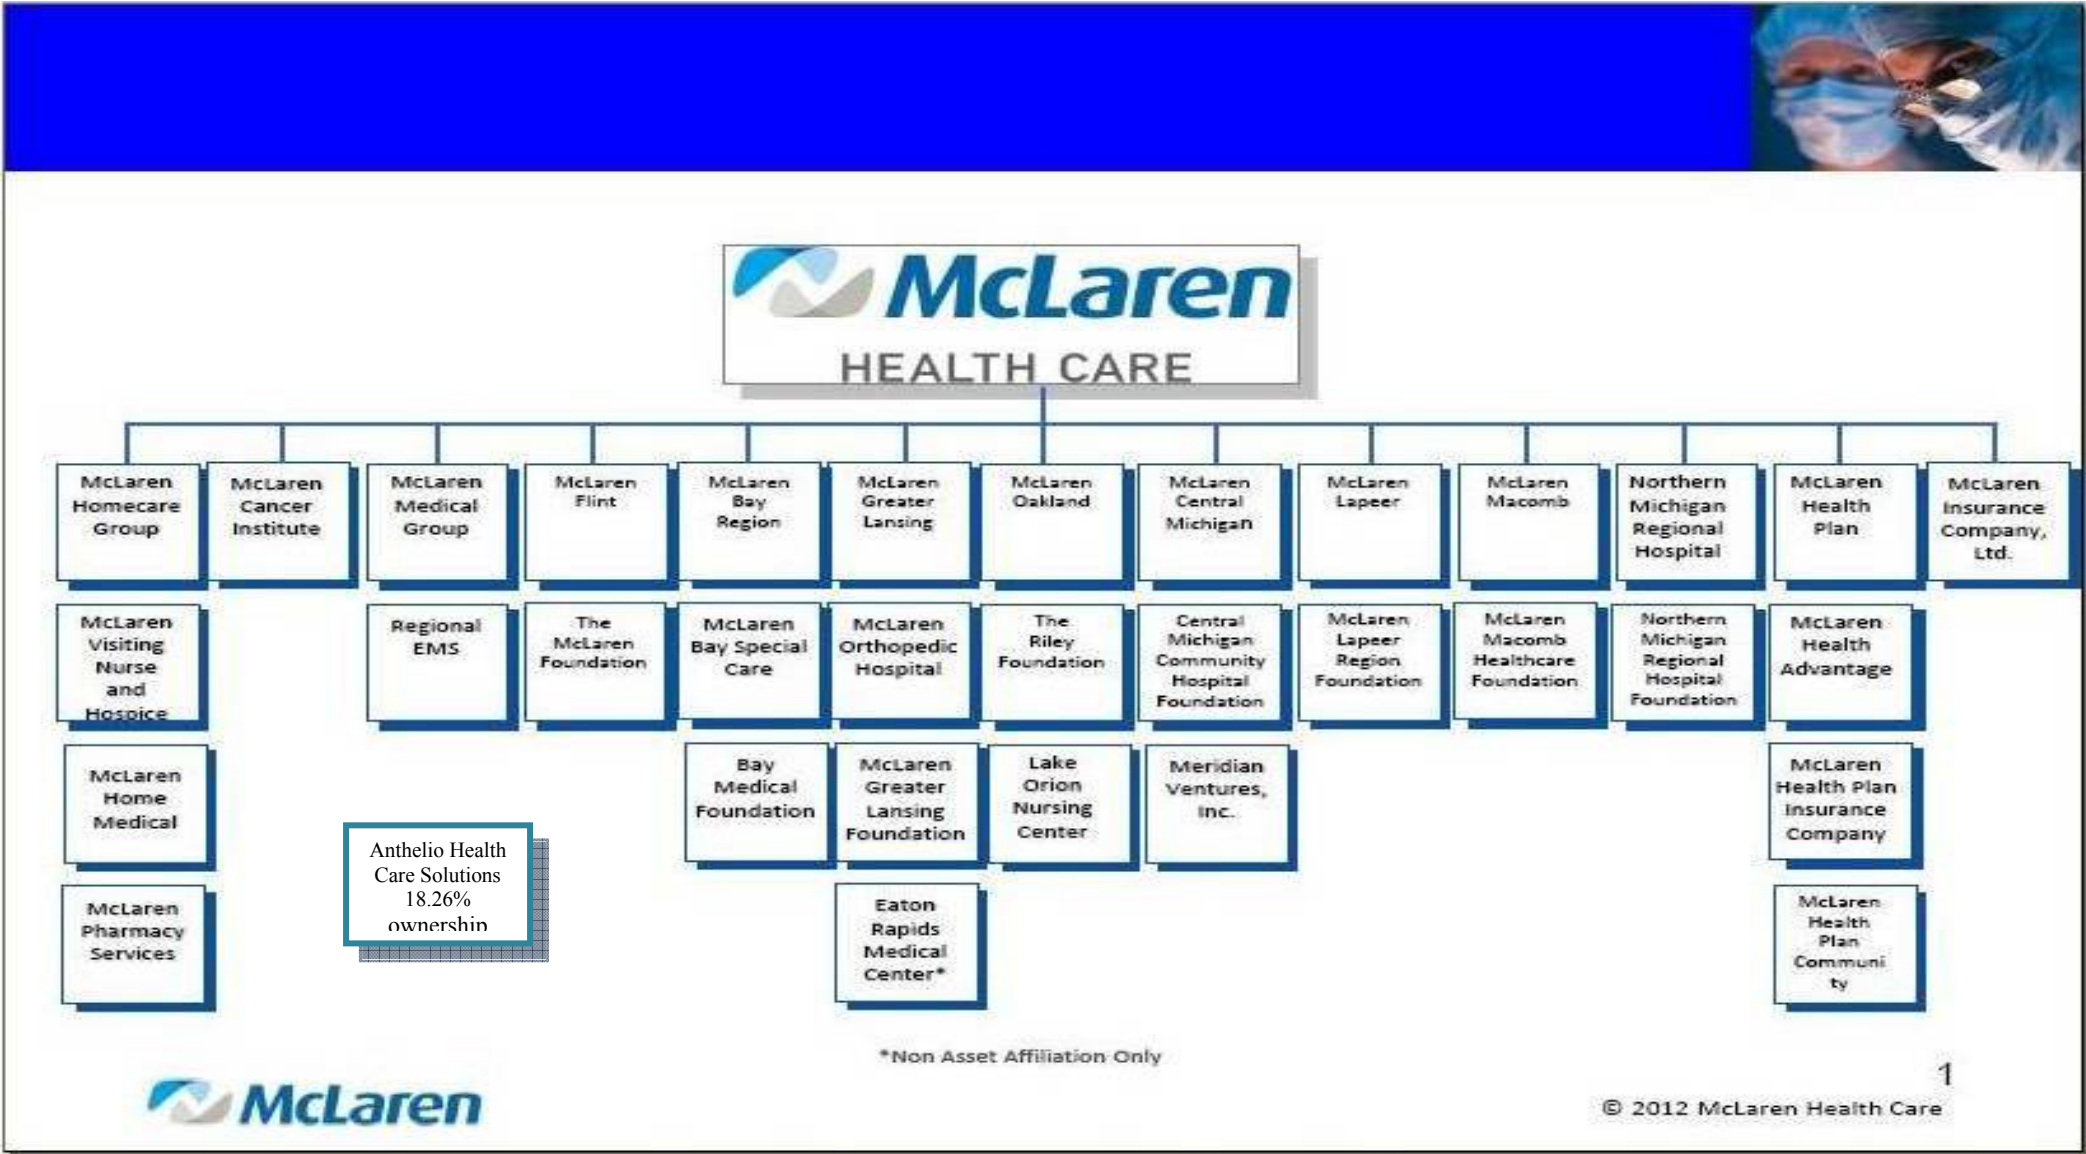 McLaren
HEALTH CARE
McLaren
Homecare
Group
McLaren
Cancer
Institute
McLaren
Medical
Group
McLaren
Flint
McLaren
Bay
Region
McLaren
Greater
Lansing
McLaren
Oakland
McLaren
Central
Michigan
McLaren
Lapeer
McLaren
Macomb
Northern
Michigan
Regional
Hospital
McLaren
Health
Plan
McLaren
Insurance
Company,
Ltd.
McLaren
Visiting
Nurse
and
Hospice
Regional
EMS
The
McLaren
Foundation
McLaren
Bay Special
Care
McLaren
Orthopedic
Hospital
The
Riley
Foundation
Central
Michigan
Community
Hospital
Foundation
McLaren
Lapeer
Region
Foundation
McLaren
Macomb
Healthcare
Foundation
Northern
Michigan
Regional
Hospital
Foundation
McLaren
Health
Advantage
McLaren
Home
Medical
Bay
Medical
Foundation
McLaren
Greater
Lansing
Foundation
Lake
Orion
Nursing
Center
Meridian
Ventures,
Inc.
McLaren
Health Plan
Insurance
Company
McLaren
Pharmacy
Services
Anthelio Health
Care Solutions
18.26%
ownership
Eaton
Rapids
Medical
Center*
McLaren
Health
Plan
Communi
ty
*Non Asset Affiliation Only
McLaren
1
© 2012 McLaren Health Care